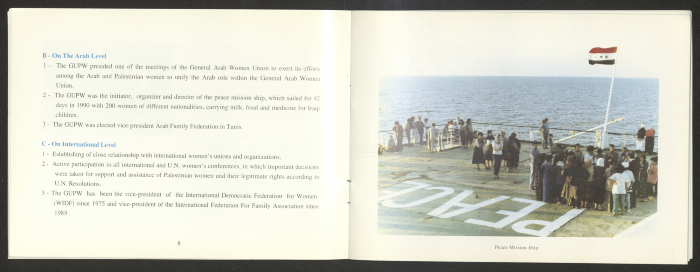 B - On The Arab Level
1 - The GUPW presided one of the meetings of the General Arab Women Union to exert its efforts
among the Arab and Palestinian women to unify the Arab role within the General Arab Women
Union.
2 - The GUPW was the initiator, organizer and director of the peace mission ship, which sailed for 42
days in 1990 with 200 women of different nationalities, carrying milk, food and medicine for Iraqi
children.
3 - The GUPW was elected vice-president Arab Family Federation in Tunes.
C - On International Level
1 - Establishing of close relationship with international women's unions and organizations.
2 - Active participation in all international and U.N. women's conferences, in which important decisions
were taken for support and assistance of Palestinian women and their legitimate rights according to
U.N. Resolutions.
3 - The GUPW has been the vice-president of the International Democratic Federation for Women
(WIDF) since 1975 and vice-president of the International Federation For Family Association since
1985 .
8
PEACE
Peace Mission Ship